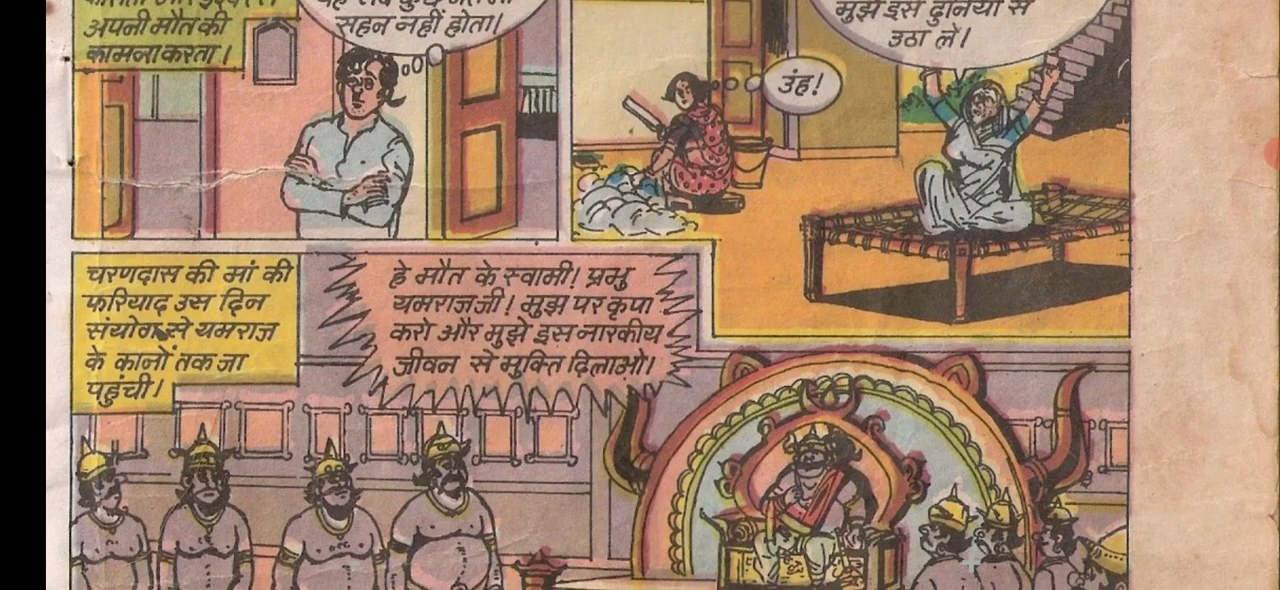 अपनी मौत की
कामना करता।
सहन नहीं होता।
उंह!
मुझे इस दुनिया से
उठा ले।
चरणदास की मां की
फरियाद उस दिन
संयोग से यमराज
के कानों तक जा
पहुंची।
हे मौत के स्वामी! प्रभु
यमराजजी! मुझ पर कृपा
करो और मुझे इस नारकीय
जीवन से मुक्ति दिलाओ।